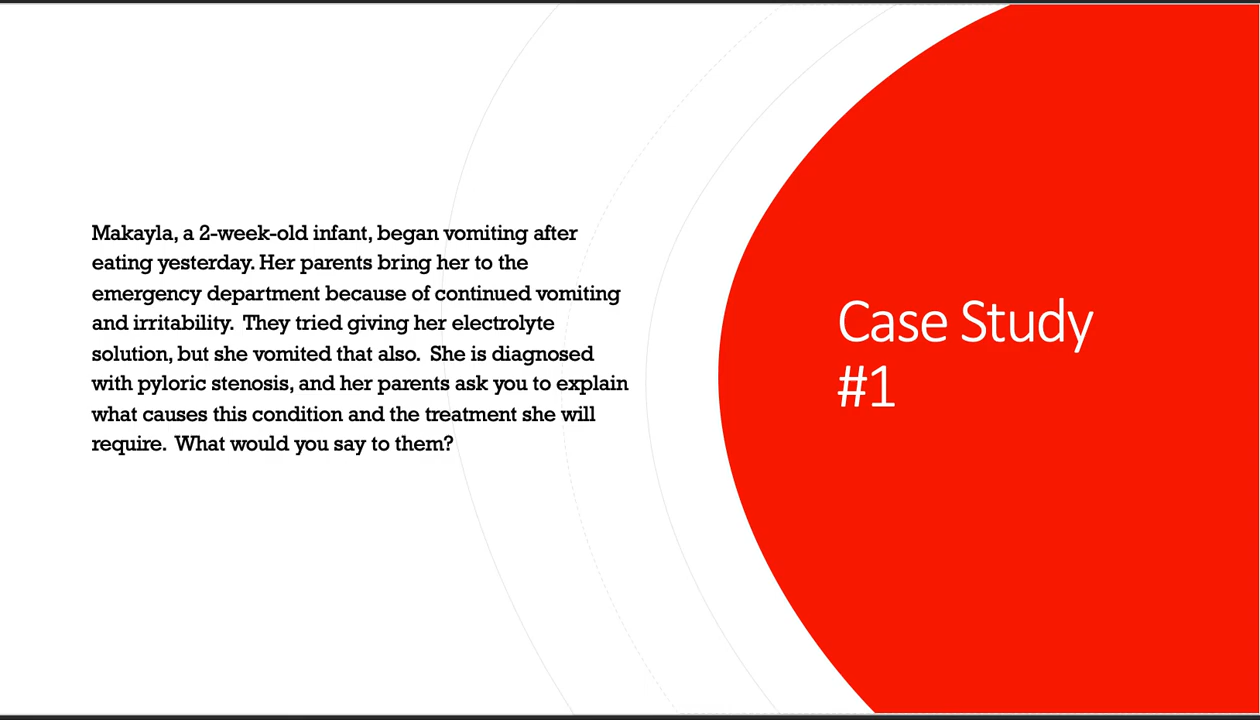 Makayla, a 2-week-old infant, began vomiting after
eating yesterday. Her parents bring her to the
emergency department because of continued vomiting
and irritability.  They tried giving her electrolyte
solution, but she vomited that also.  She is diagnosed
with pyloric stenosis, and her parents ask you to explain
what causes this condition and the treatment she will
require.  What would you say to them?
Case Study
#1